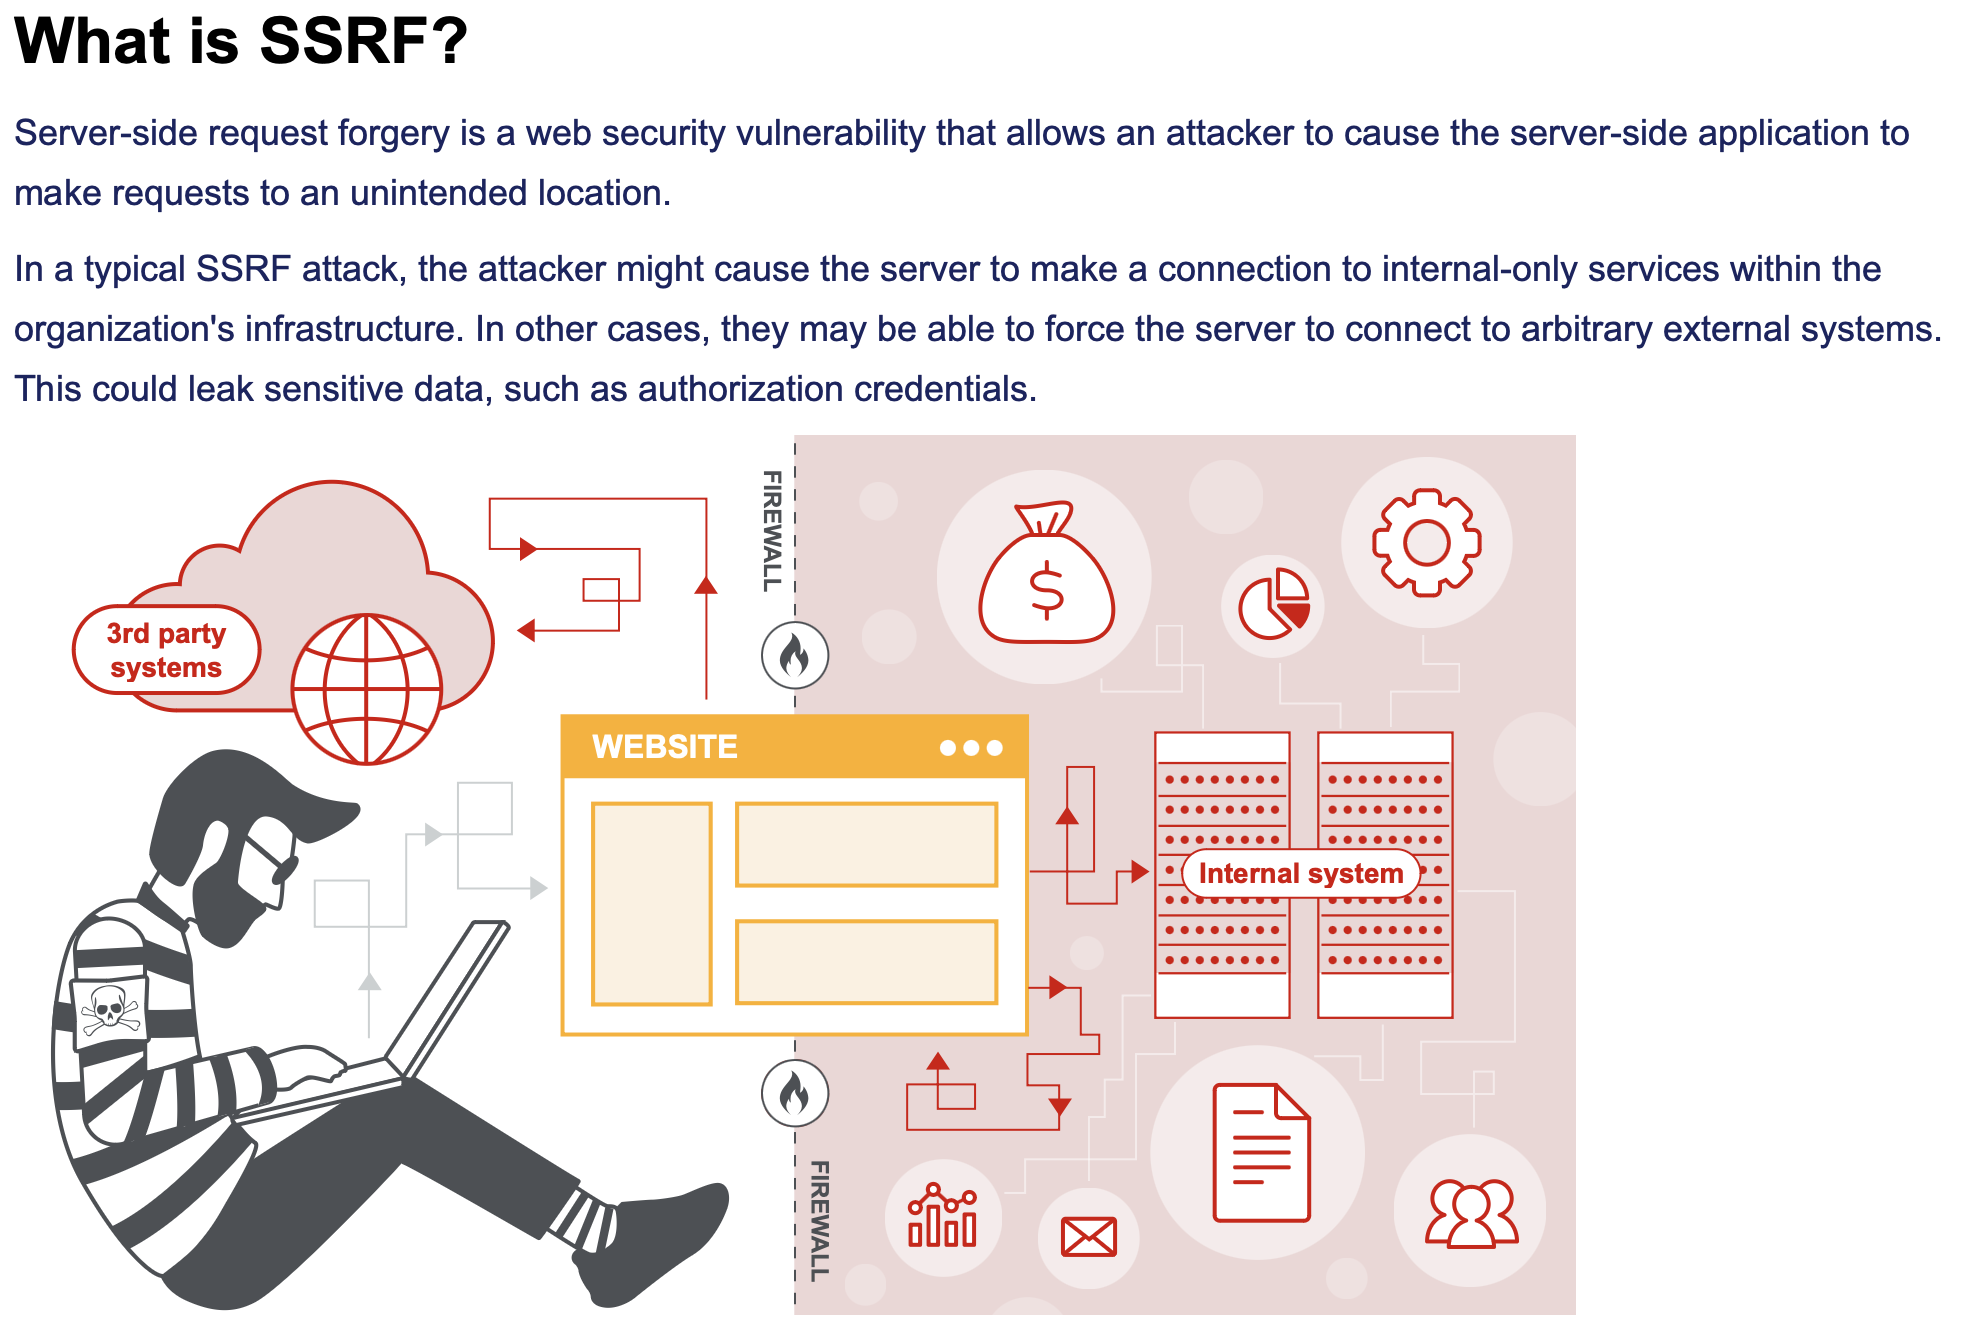 What is SSRF?
Server-side request forgery is a web security vulnerability that allows an attacker to cause the server-side application to
make requests to an unintended location.
In a typical SSRF attack, the attacker might cause the server to make a connection to internal-only services within the
organization's infrastructure. In other cases, they may be able to force the server to connect to arbitrary external systems.
This could leak sensitive data, such as authorization credentials.
FIREWALL
3rd party
systems
$
WEBSITE
Internal system
FIREWALL